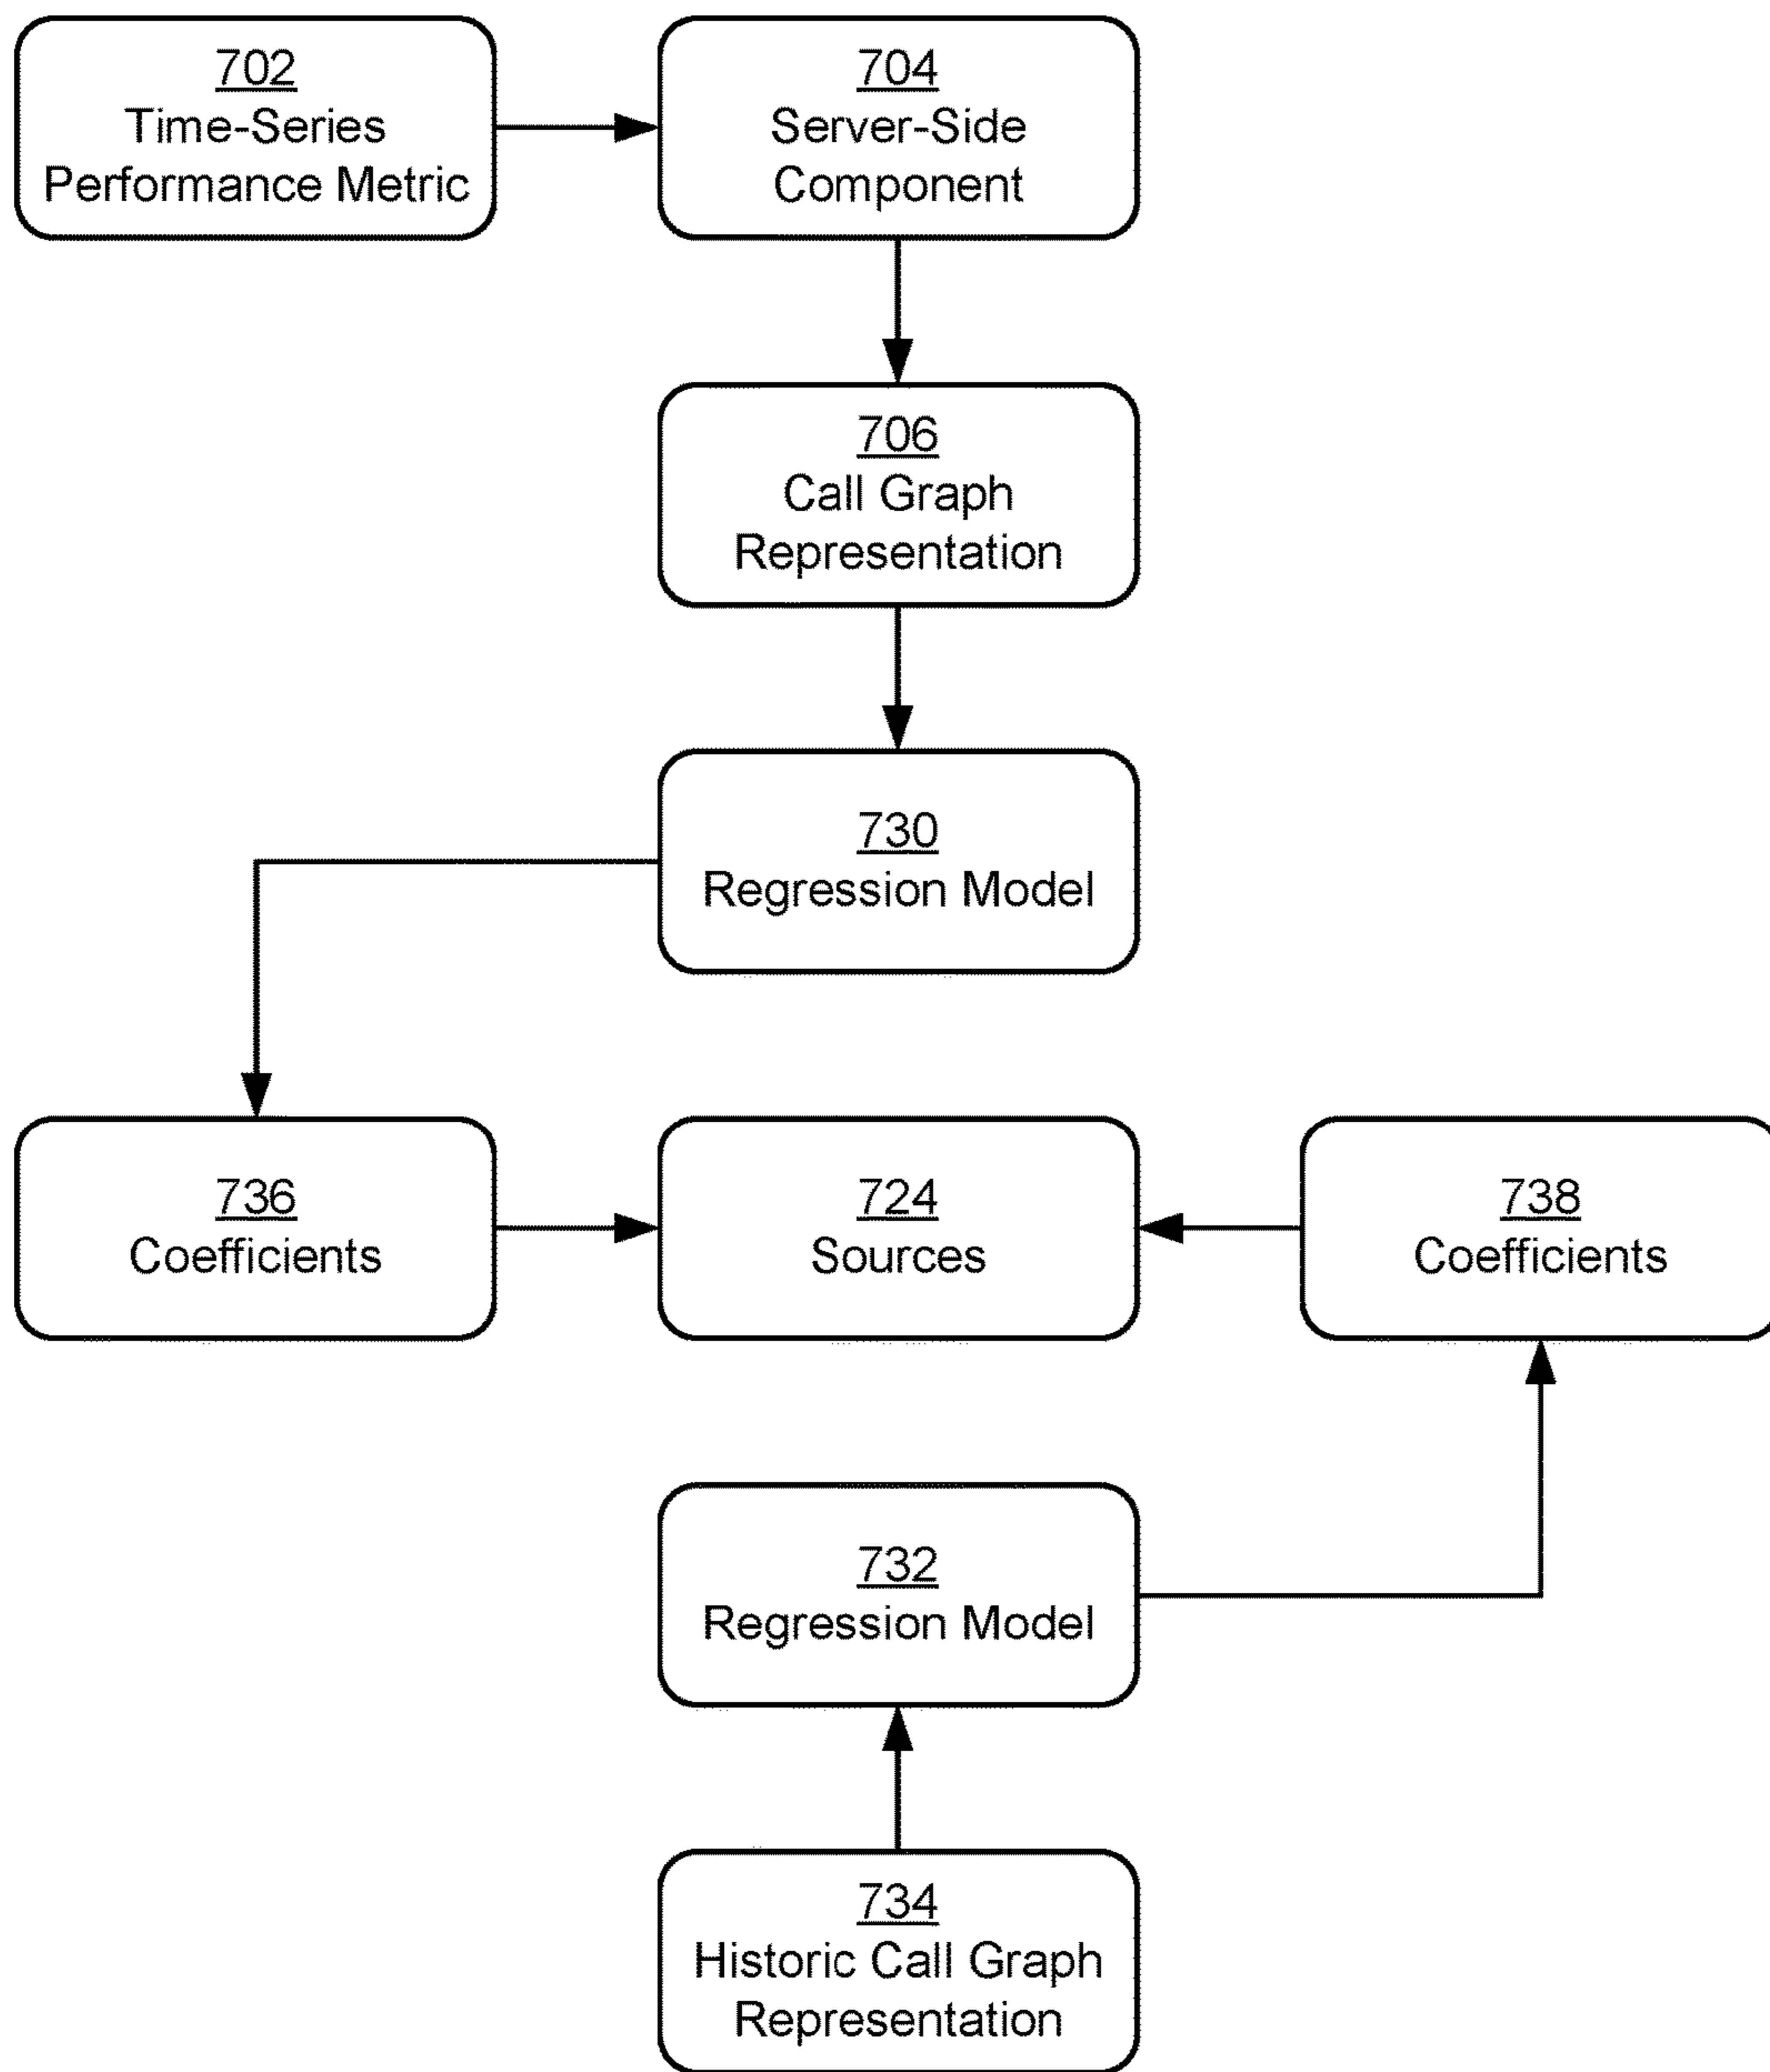 702
Time-Series
Performance Metric
704
Server-Side
Component
706
Call Graph
Representation
730
Regression Model
736
Coefficients
724
Sources
738
Coefficients
732
Regression Model
734
Historic Call Graph
Representation